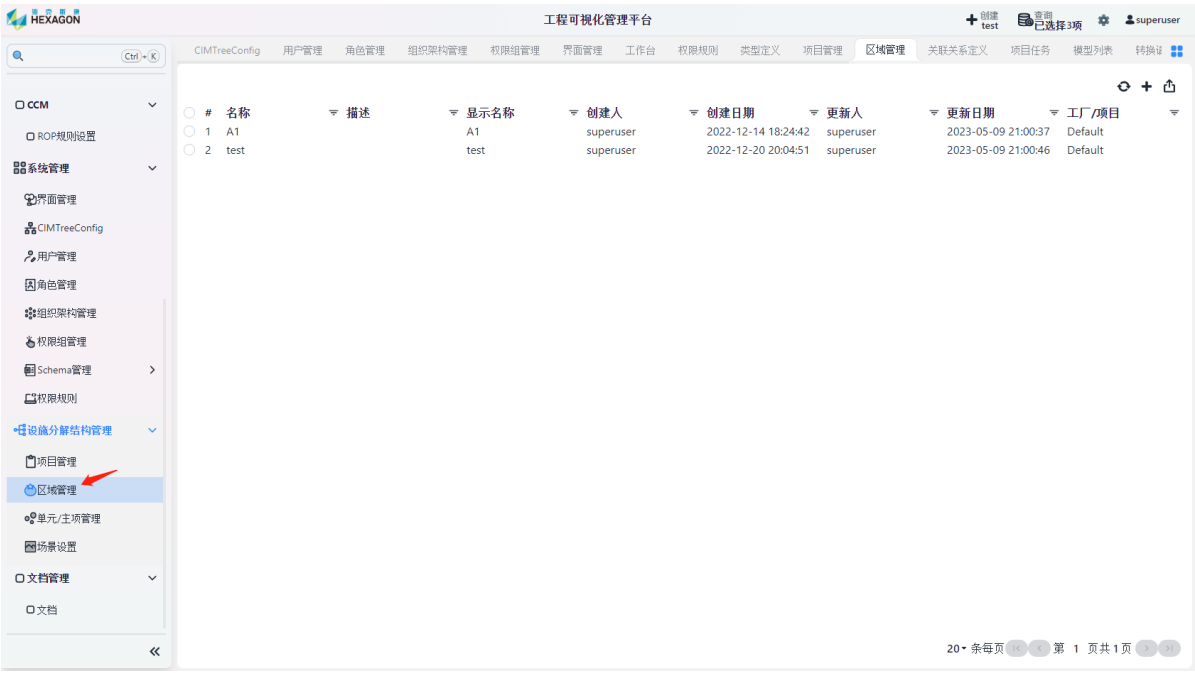 海克斯康
HEXAGON
工程可视化管理平台
创建
test
查询
已选择3项
superuser
Ctrl + K
CIMTreeConfig 用户管理 角色管理 组织架构管理 权限组管理 界面管理 工作台 权限规则 类型定义 项目管理 区域管理 关联关系定义 项目任务 模型列表 转换
CCM
ROP规则设置
系统管理
界面管理
CIMTreeConfig
用户管理
角色管理
组织架构管理
权限组管理
Schema管理
权限规则
设施分解结构管理
项目管理
区域管理
单元/主项管理
场景设置
文档管理
文档
# 名称 描述 显示名称 创建人 创建日期 更新人 更新日期 工厂/项目
1 A1 A1 superuser 2022-12-14 18:24:42 superuser 2023-05-09 21:00:37 Default
2 test test superuser 2022-12-20 20:04:51 superuser 2023-05-09 21:00:46 Default
20 条每页 第 1 页共1页